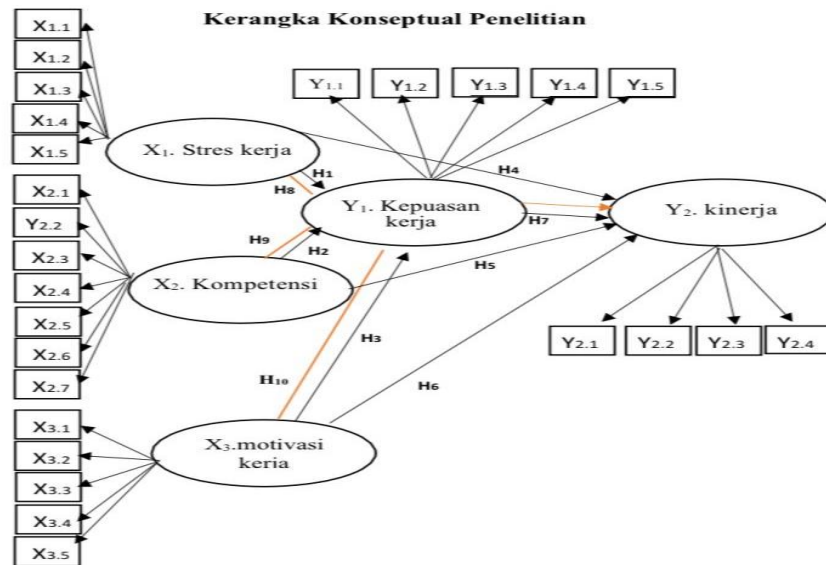 Kerangka Konseptual Penelitian
X1.1
X1.2
X1.3
X1.4
X1.5
Y1.1
Y1.2
Y1.3
Y1.4
Y1.5
X1. Stres kerja
H1
H8
H4
X2.1
Y2.2
X2.3
X2.4
X2.5
X2.6
X2.7
Y1. Kepuasan
kerja
H7
Y2. kinerja
H9
H2
X2. Kompetensi
H5
Y2.1
Y2.2
Y2.3
Y2.4
H3
H10
H6
X3.1
X3.2
X3.3
X3.4
X3.5
X3.motivasi
kerja